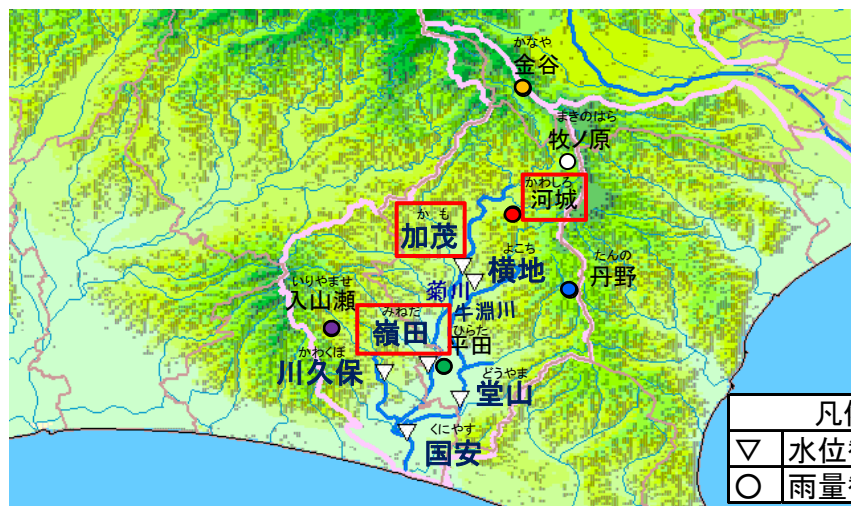 かなや
金谷
まきのはら
牧ノ原
かわしろ
河城
かも
加茂
よこち
横地
たんの
丹野
菊川
牛淵川
いりやませ
入山瀬
みねだ
嶺田
ひらた
平田
かわくぼ
川久保
どうやま
堂山
くにやす
国安
凡
水位
雨量